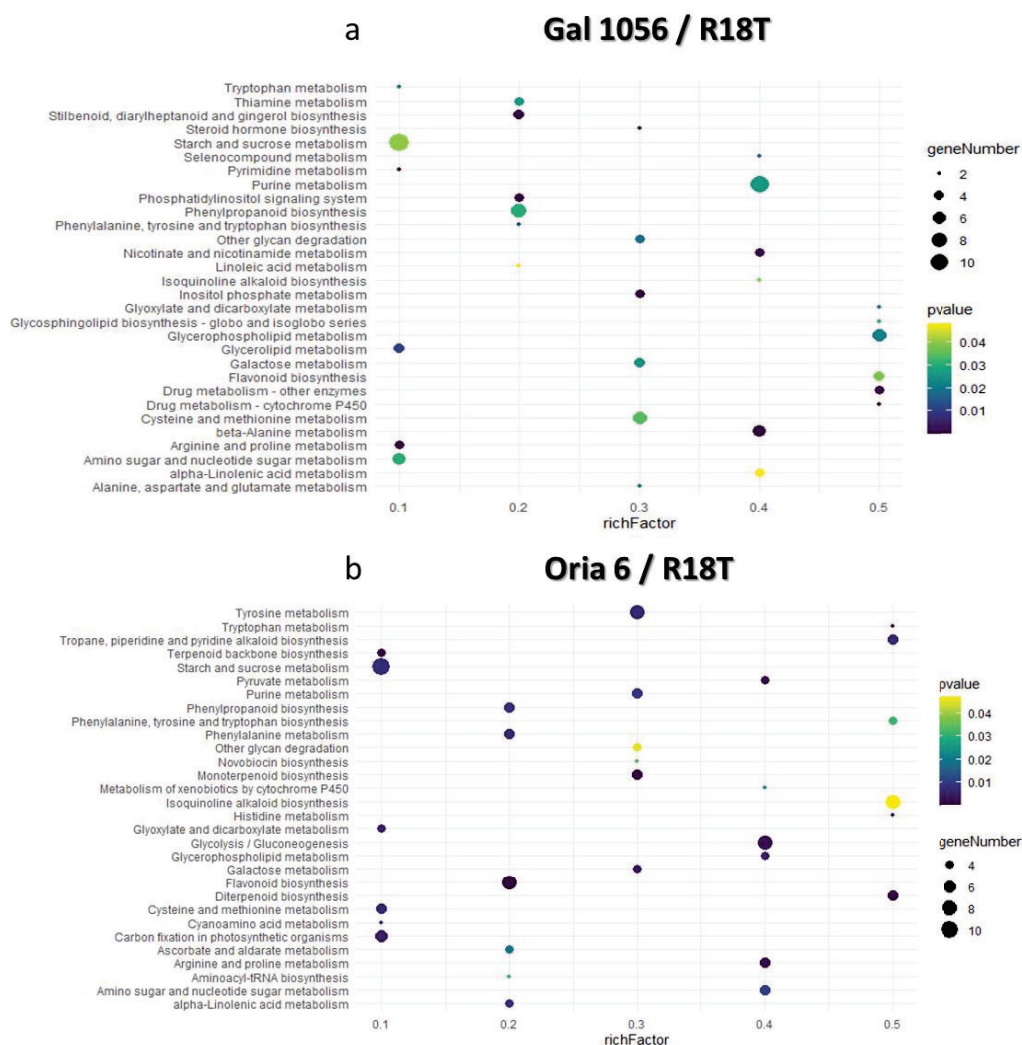 a
Gal 1056 / R18T
Tryptophan metabolism
Thiamine metabolism
Stilbenoid, diarylheptanoid and gingerol biosynthesis
Steroid hormone biosynthesis
Starch and sucrose metabolism
Selenocompound metabolism
Pyrimidine metabolism
Purine metabolism
Phosphatidylinositol signaling system
Phenylpropanoid biosynthesis
Phenylalanine, tyrosine and tryptophan biosynthesis
Other glycan degradation
Nicotinate and nicotinamide metabolism
Linoleic acid metabolism
Isoquinoline alkaloid biosynthesis
Inositol phosphate metabolism
Glyoxylate and dicarboxylate metabolism
Glycosphingolipid biosynthesis - globo and isoglobo series
Glycerophospholipid metabolism
Glycerolipid metabolism
Galactose metabolism
Flavonoid biosynthesis
Drug metabolism - other enzymes
Drug metabolism - cytochrome P450
Cysteine and methionine metabolism
beta-Alanine metabolism
Arginine and proline metabolism
Amino sugar and nucleotide sugar metabolism
alpha-Linolenic acid metabolism
Alanine, aspartate and glutamate metabolism
0.1 0.2 0.3 0.4 0.5
richFactor
geneNumber
2
4
6
8
10
pvalue
0.04
0.03
0.02
0.01
b
Oria 6 / R18T
Tyrosine metabolism
Tryptophan metabolism
Tropane, piperidine and pyridine alkaloid biosynthesis
Terpenoid backbone biosynthesis
Starch and sucrose metabolism
Pyruvate metabolism
Purine metabolism
Phenylpropanoid biosynthesis
Phenylalanine, tyrosine and tryptophan biosynthesis
Phenylalanine metabolism
Other glycan degradation
Novobiocin biosynthesis
Monoterpenoid biosynthesis
Metabolism of xenobiotics by cytochrome P450
Isoquinoline alkaloid biosynthesis
Histidine metabolism
Glyoxylate and dicarboxylate metabolism
Glycolysis / Gluconeogenesis
Glycerophospholipid metabolism
Galactose metabolism
Flavonoid biosynthesis
Diterpenoid biosynthesis
Cysteine and methionine metabolism
Cyanoamino acid metabolism
Carbon fixation in photosynthetic organisms
Ascorbate and aldarate metabolism
Arginine and proline metabolism
Aminoacyl-tRNA biosynthesis
Amino sugar and nucleotide sugar metabolism
alpha-Linolenic acid metabolism
0.1 0.2 0.3 0.4 0.5
richFactor
pvalue
0.04
0.03
0.02
0.01
geneNumber
4
6
8
10